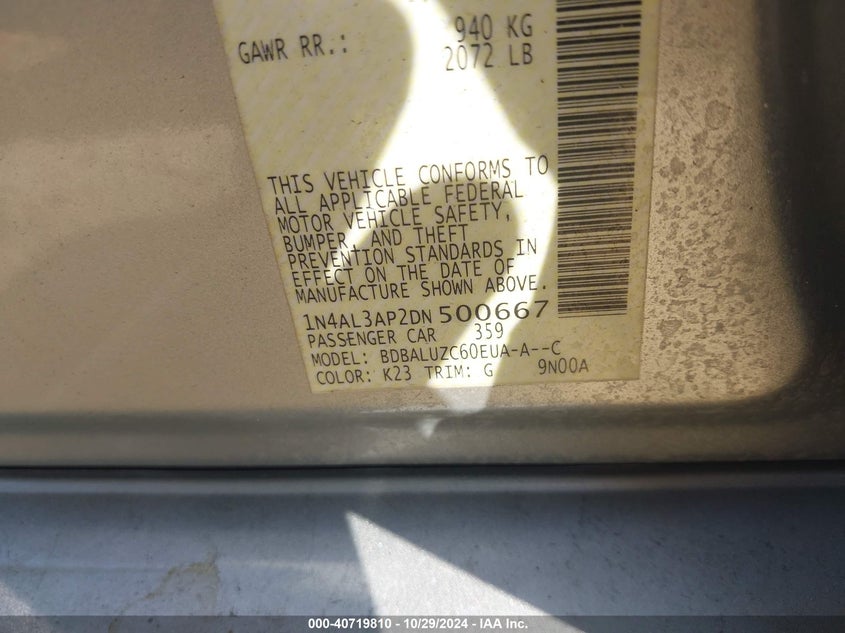 940 KG
GAWR RR.: 2072 LB
THIS VEHICLE CONFORMS TO
ALL APPLICABLE FEDERAL
MOTOR VEHICLE SAFETY,
BUMPER, AND THEFT
PREVENTION STANDARDS IN
EFFECT ON THE DATE OF
MANUFACTURE SHOWN ABOVE.
1N4AL3AP2DN500667
PASSENGER CAR 359
MODEL: BDBALUZC60EUA-A--C
COLOR: K23 TRIM: G 9N00A
000-40719810 - 10/29/2024 - IAA Inc.